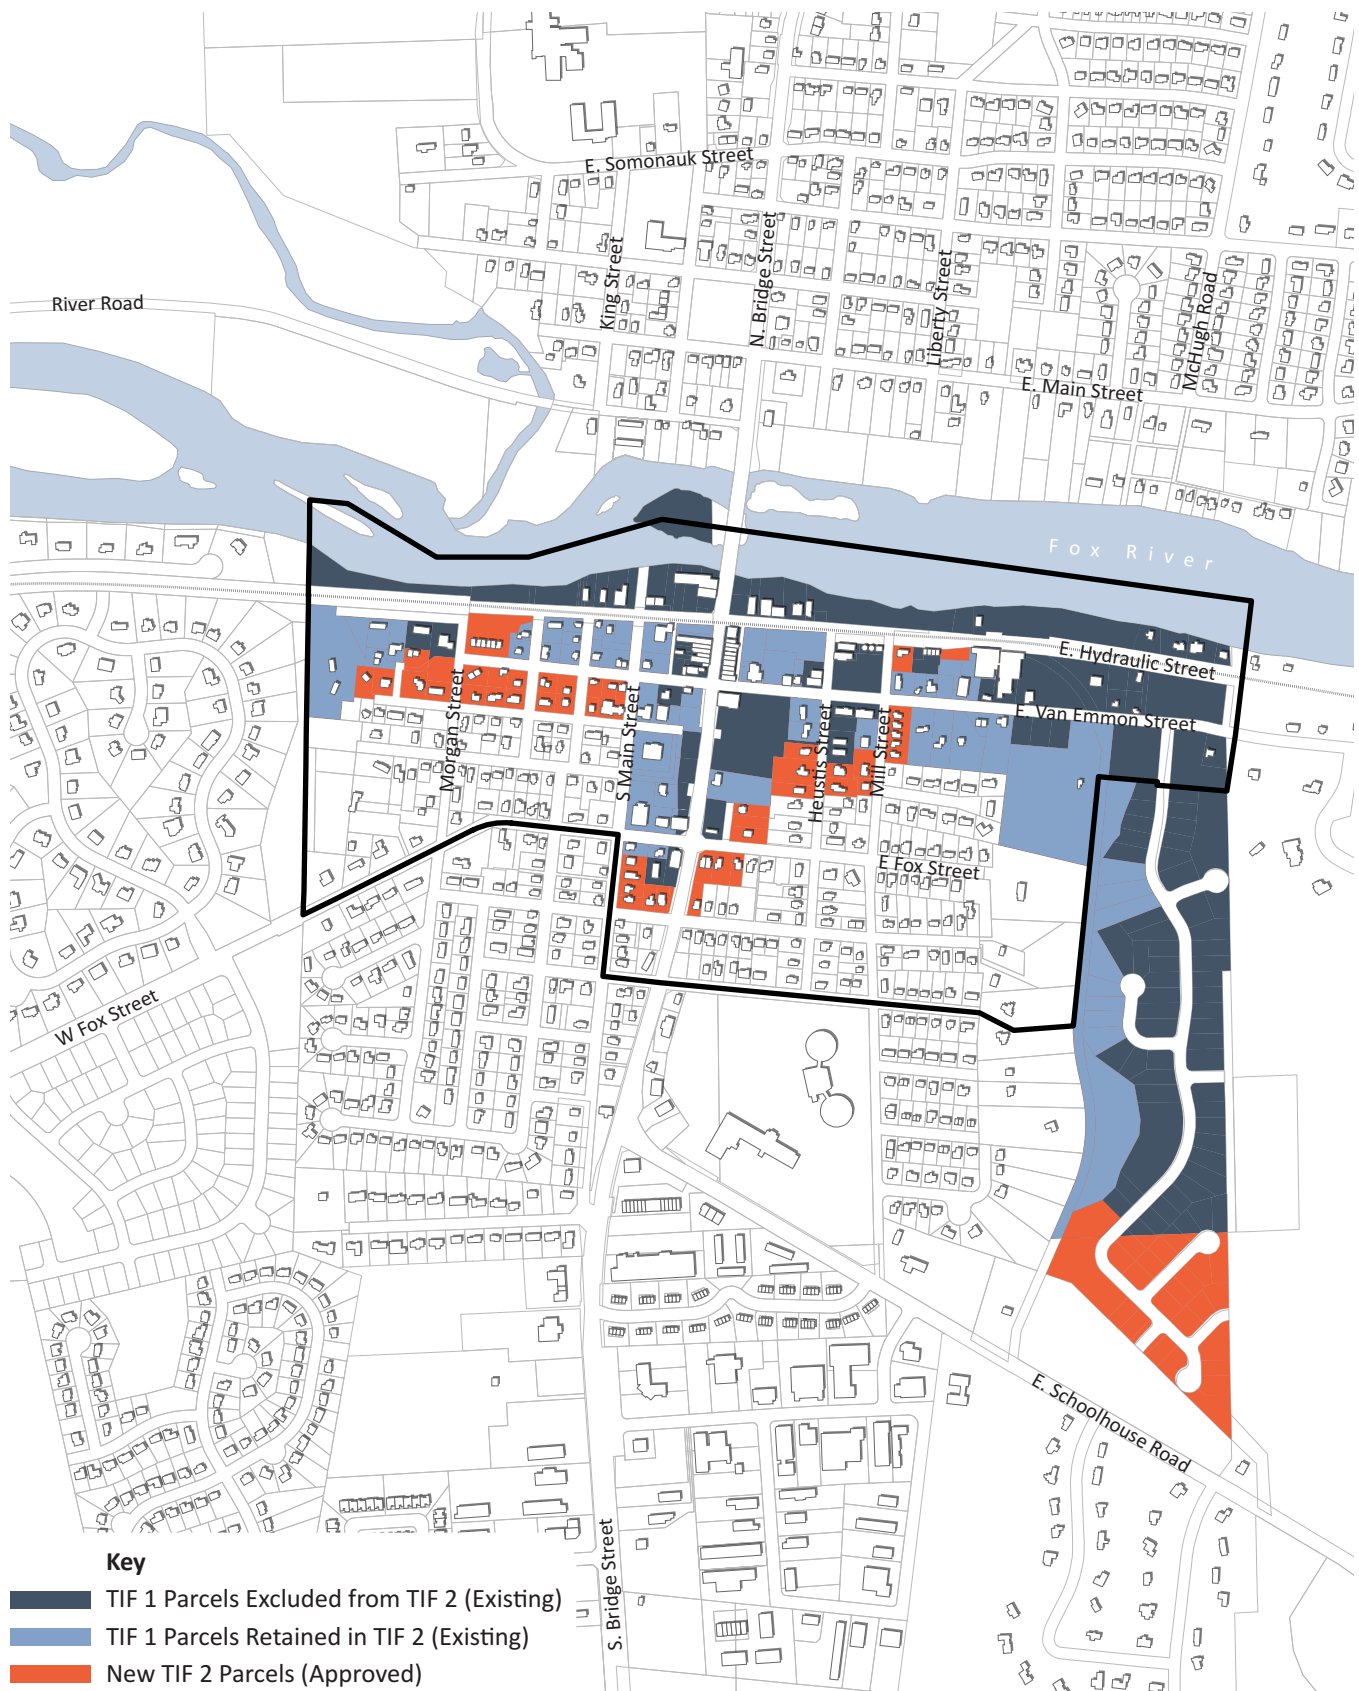 E. Somonauk Street
King Street
N. Bridge Street
Liberty Street
McHugh Road
River Road
E. Main Street
Fox River
E. Hydraulic Street
E. Van Emmon Street
Morgan Street
S Main Street
Heustis Street
Mill Street
E Fox Street
W Fox Street
E. Schoolhouse Road
S. Bridge Street
Key
TIF 1 Parcels Excluded from TIF 2 (Existing)
TIF 1 Parcels Retained in TIF 2 (Existing)
New TIF 2 Parcels (Approved)